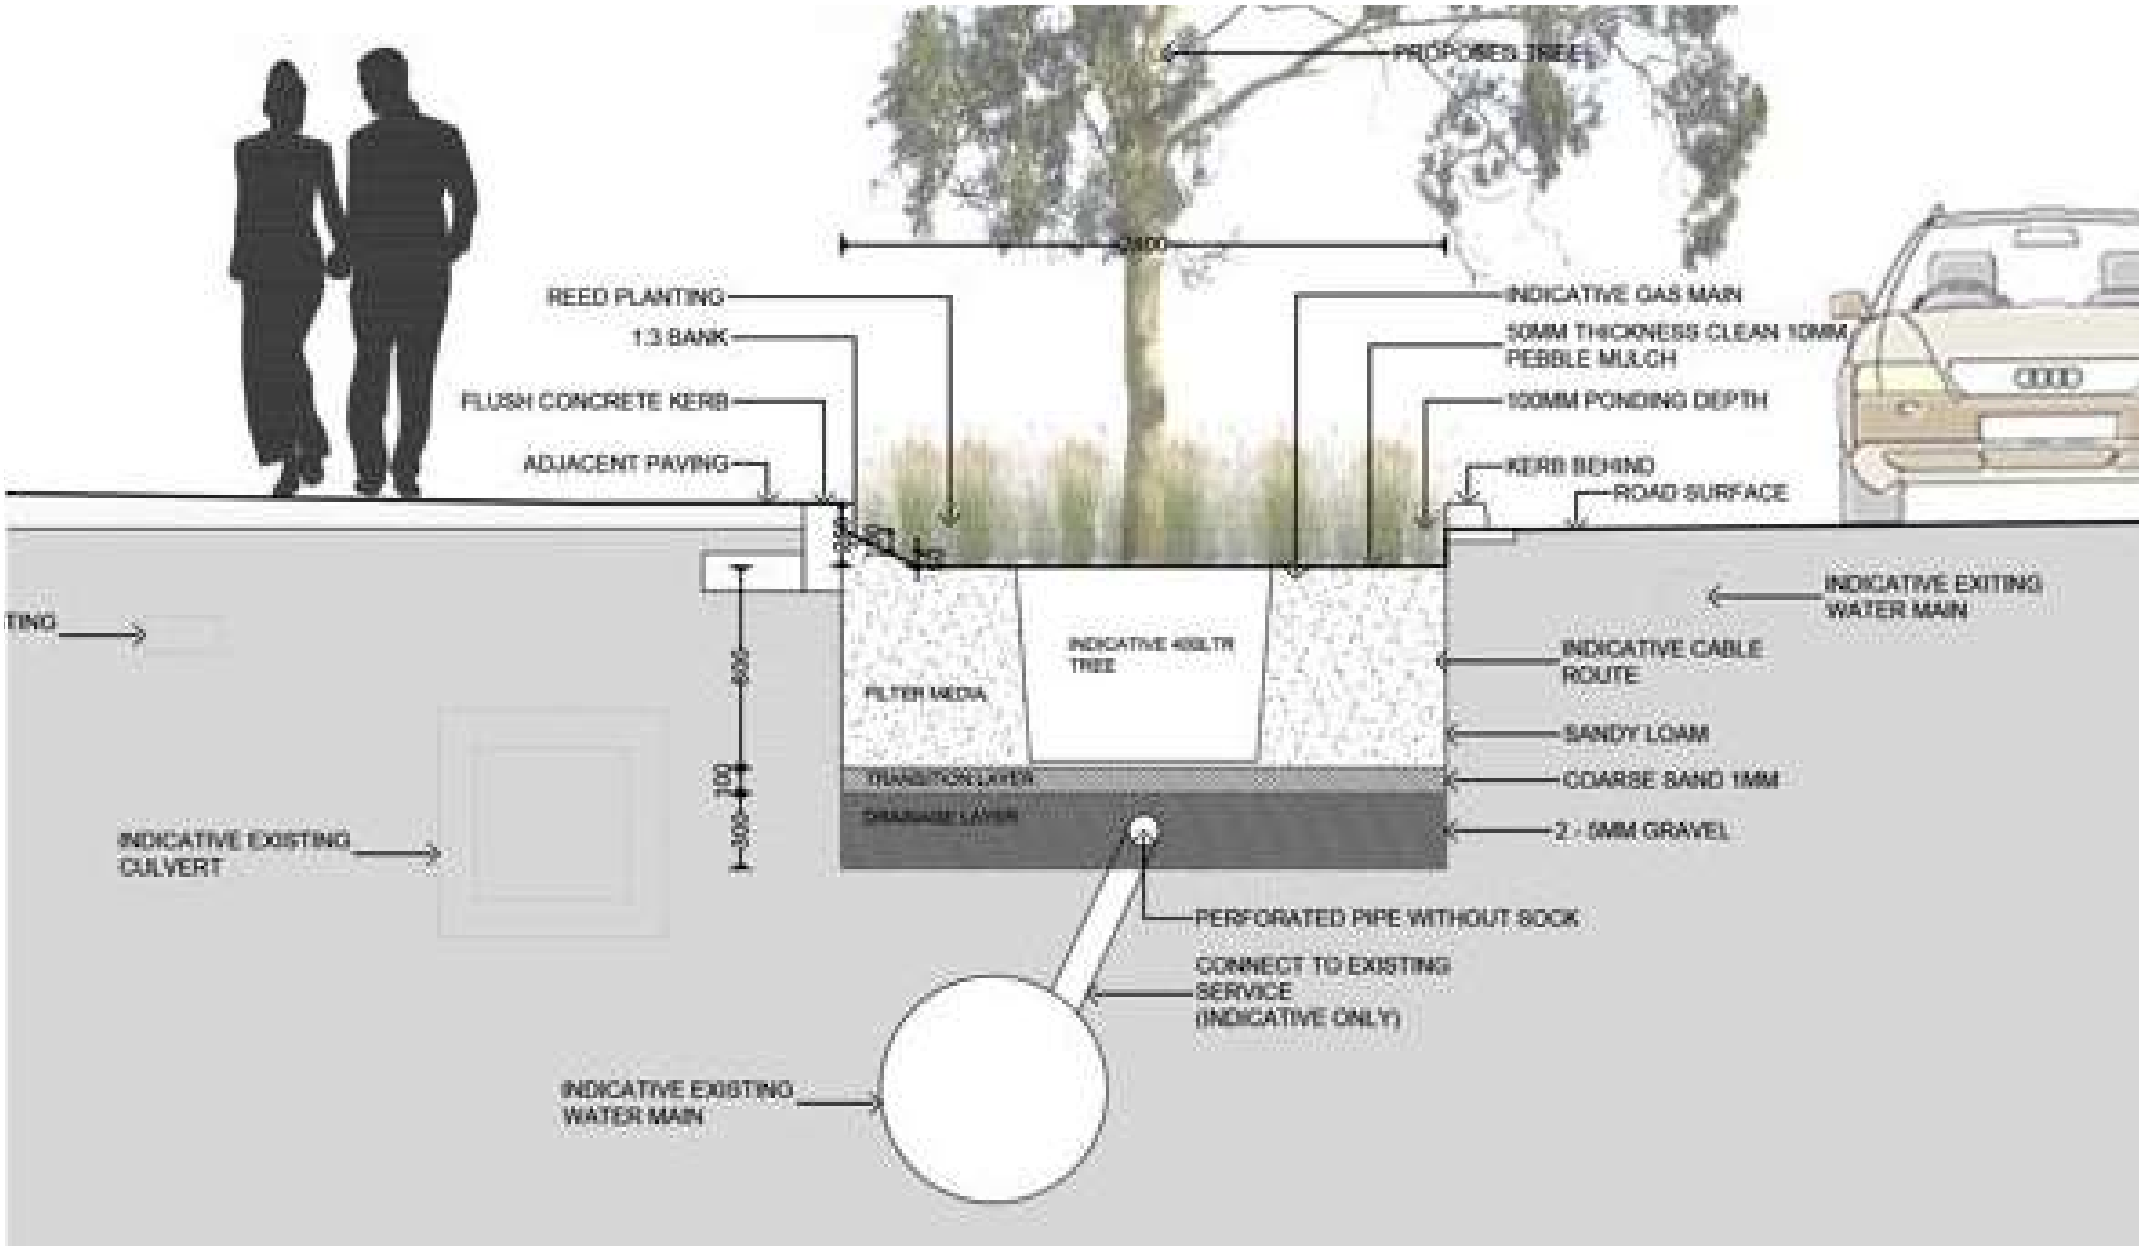 PROPOSED TREE
2400
REED PLANTING
1:3 BANK
FLUSH CONCRETE KERB
ADJACENT PAVING
INDICATIVE GAS MAIN
50MM THICKNESS CLEAN 10MM
PEBBLE MULCH
100MM PONDING DEPTH
KERB BEHIND
ROAD SURFACE
INDICATIVE EXITING
WATER MAIN
TING
INDICATIVE 400LTR
TREE
FILTER MEDIA
INDICATIVE CABLE
ROUTE
SANDY LOAM
TRANSITION LAYER
COARSE SAND 1MM
DRAINAGE LAYER
2 - 5MM GRAVEL
100
300
INDICATIVE EXISTING
CULVERT
PERFORATED PIPE WITHOUT SOCK
CONNECT TO EXISTING
SERVICE
(INDICATIVE ONLY)
INDICATIVE EXISTING
WATER MAIN